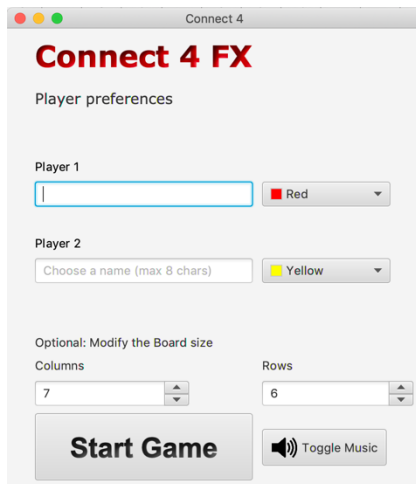 Connect 4
Connect 4 FX
Player preferences
Player 1
Red
Player 2
Choose a name (max 8 chars)
Yellow
Optional: Modify the Board size
Columns
Rows
7
6
Start Game
Toggle Music